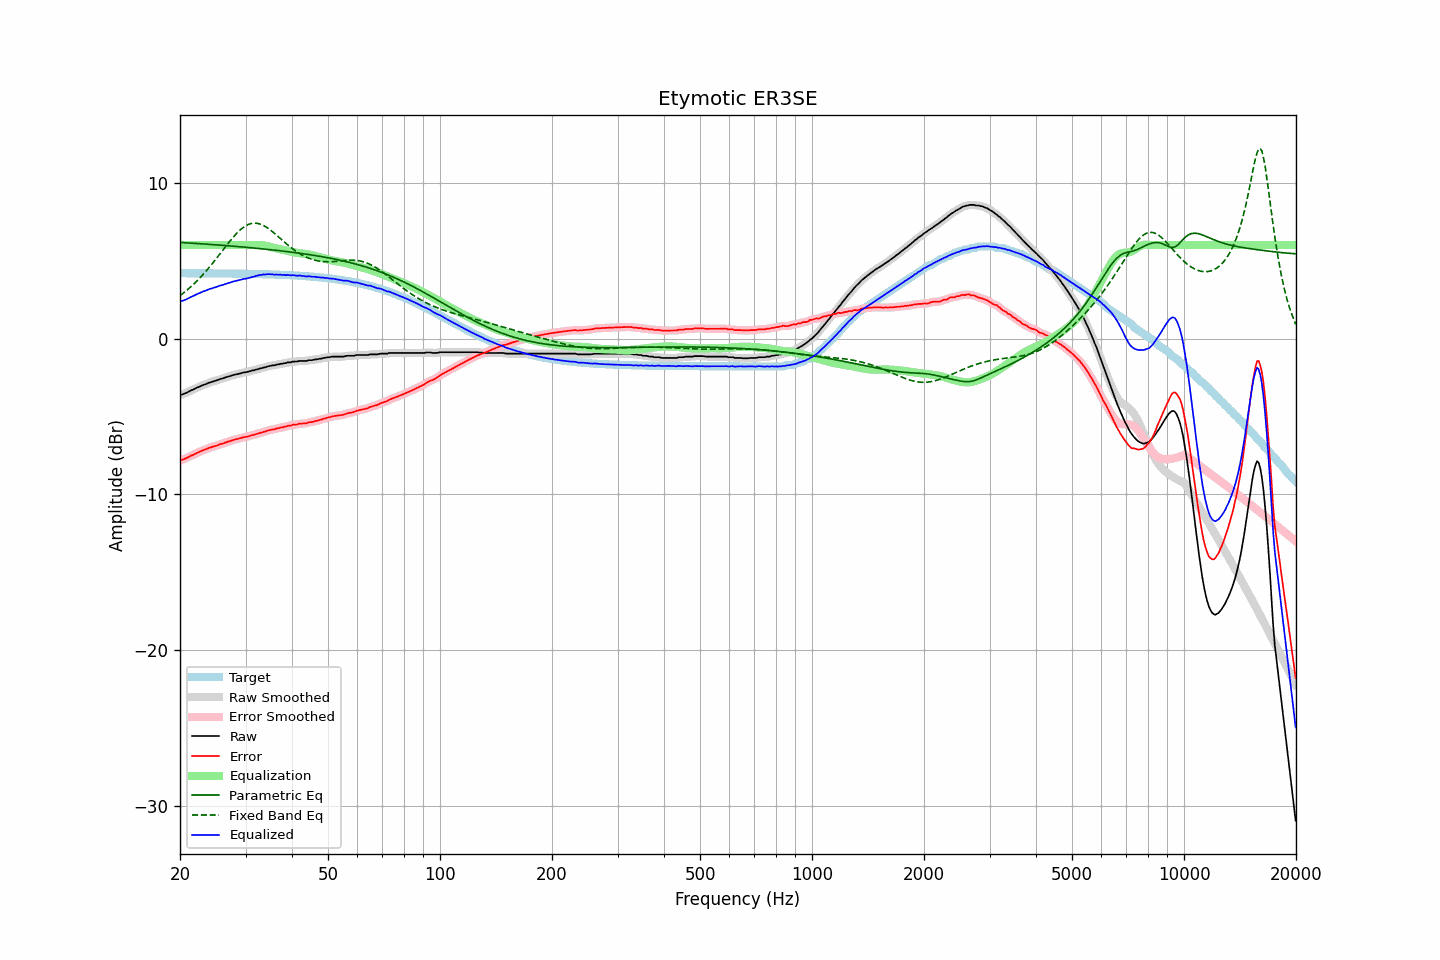 Etymotic ER3SE
Amplitude (dBr)
10
0
−10
−20
−30
Target
Raw Smoothed
Error Smoothed
Raw
Error
Equalization
Parametric Eq
Fixed Band Eq
Equalized
20 50 100 200 500 1000 2000 5000 10000 20000
Frequency (Hz)